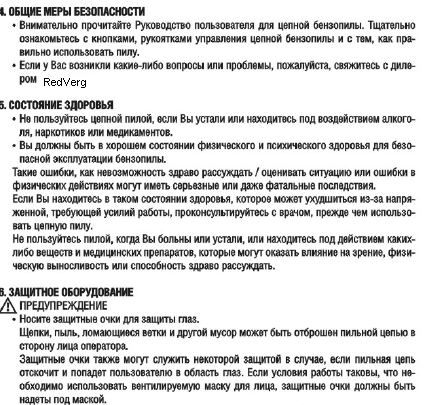 4. ОБЩИЕ МЕРЫ БЕЗОПАСНОСТИ
• Внимательно прочитайте Руководство пользователя для цепной бензопилы. Тщательно
ознакомьтесь с кнопками, рукоятками управления цепной бензопилы и с тем, как пра-
вильно использовать пилу.
• Если у Вас возникли какие-либо вопросы или проблемы, пожалуйста, свяжитесь с диле-
ром RedVerg
5. СОСТОЯНИЕ ЗДОРОВЬЯ
• Не пользуйтесь цепной пилой, если Вы устали или находитесь под воздействием алкого-
ля, наркотиков или медикаментов.
• Вы должны быть в хорошем состоянии физического и психического здоровья для безо-
пасной эксплуатации бензопилы.
Такие ошибки, как невозможность здраво рассуждать / оценивать ситуацию или ошибки в
физических действиях могут иметь серьезные или даже фатальные последствия.
Если Вы находитесь в таком состоянии здоровья, которое может ухудшиться из-за напря-
женной, требующей усилий работы, проконсультируйтесь с врачом, прежде чем использо-
вать цепную пилу.
Не пользуйтесь пилой, когда Вы больны или устали, или находитесь под действием каких-
либо веществ и медицинских препаратов, которые могут оказать влияние на зрение, физи-
ческую выносливость или способность здраво рассуждать.
6. ЗАЩИТНОЕ ОБОРУДОВАНИЕ
ПРЕДУПРЕЖДЕНИЕ
• Носите защитные очки для защиты глаз.
Щепки, пыль, ломающиеся ветки и другой мусор может быть отброшен пильной цепью в
сторону лица оператора.
Защитные очки также могут служить некоторой защитой в случае, если пильная цепь
отскочит и попадет пользователю в область глаз. Если условия работы таковы, что не-
обходимо использовать вентилируемую маску для лица, защитные очки должны быть
надеты под маской.